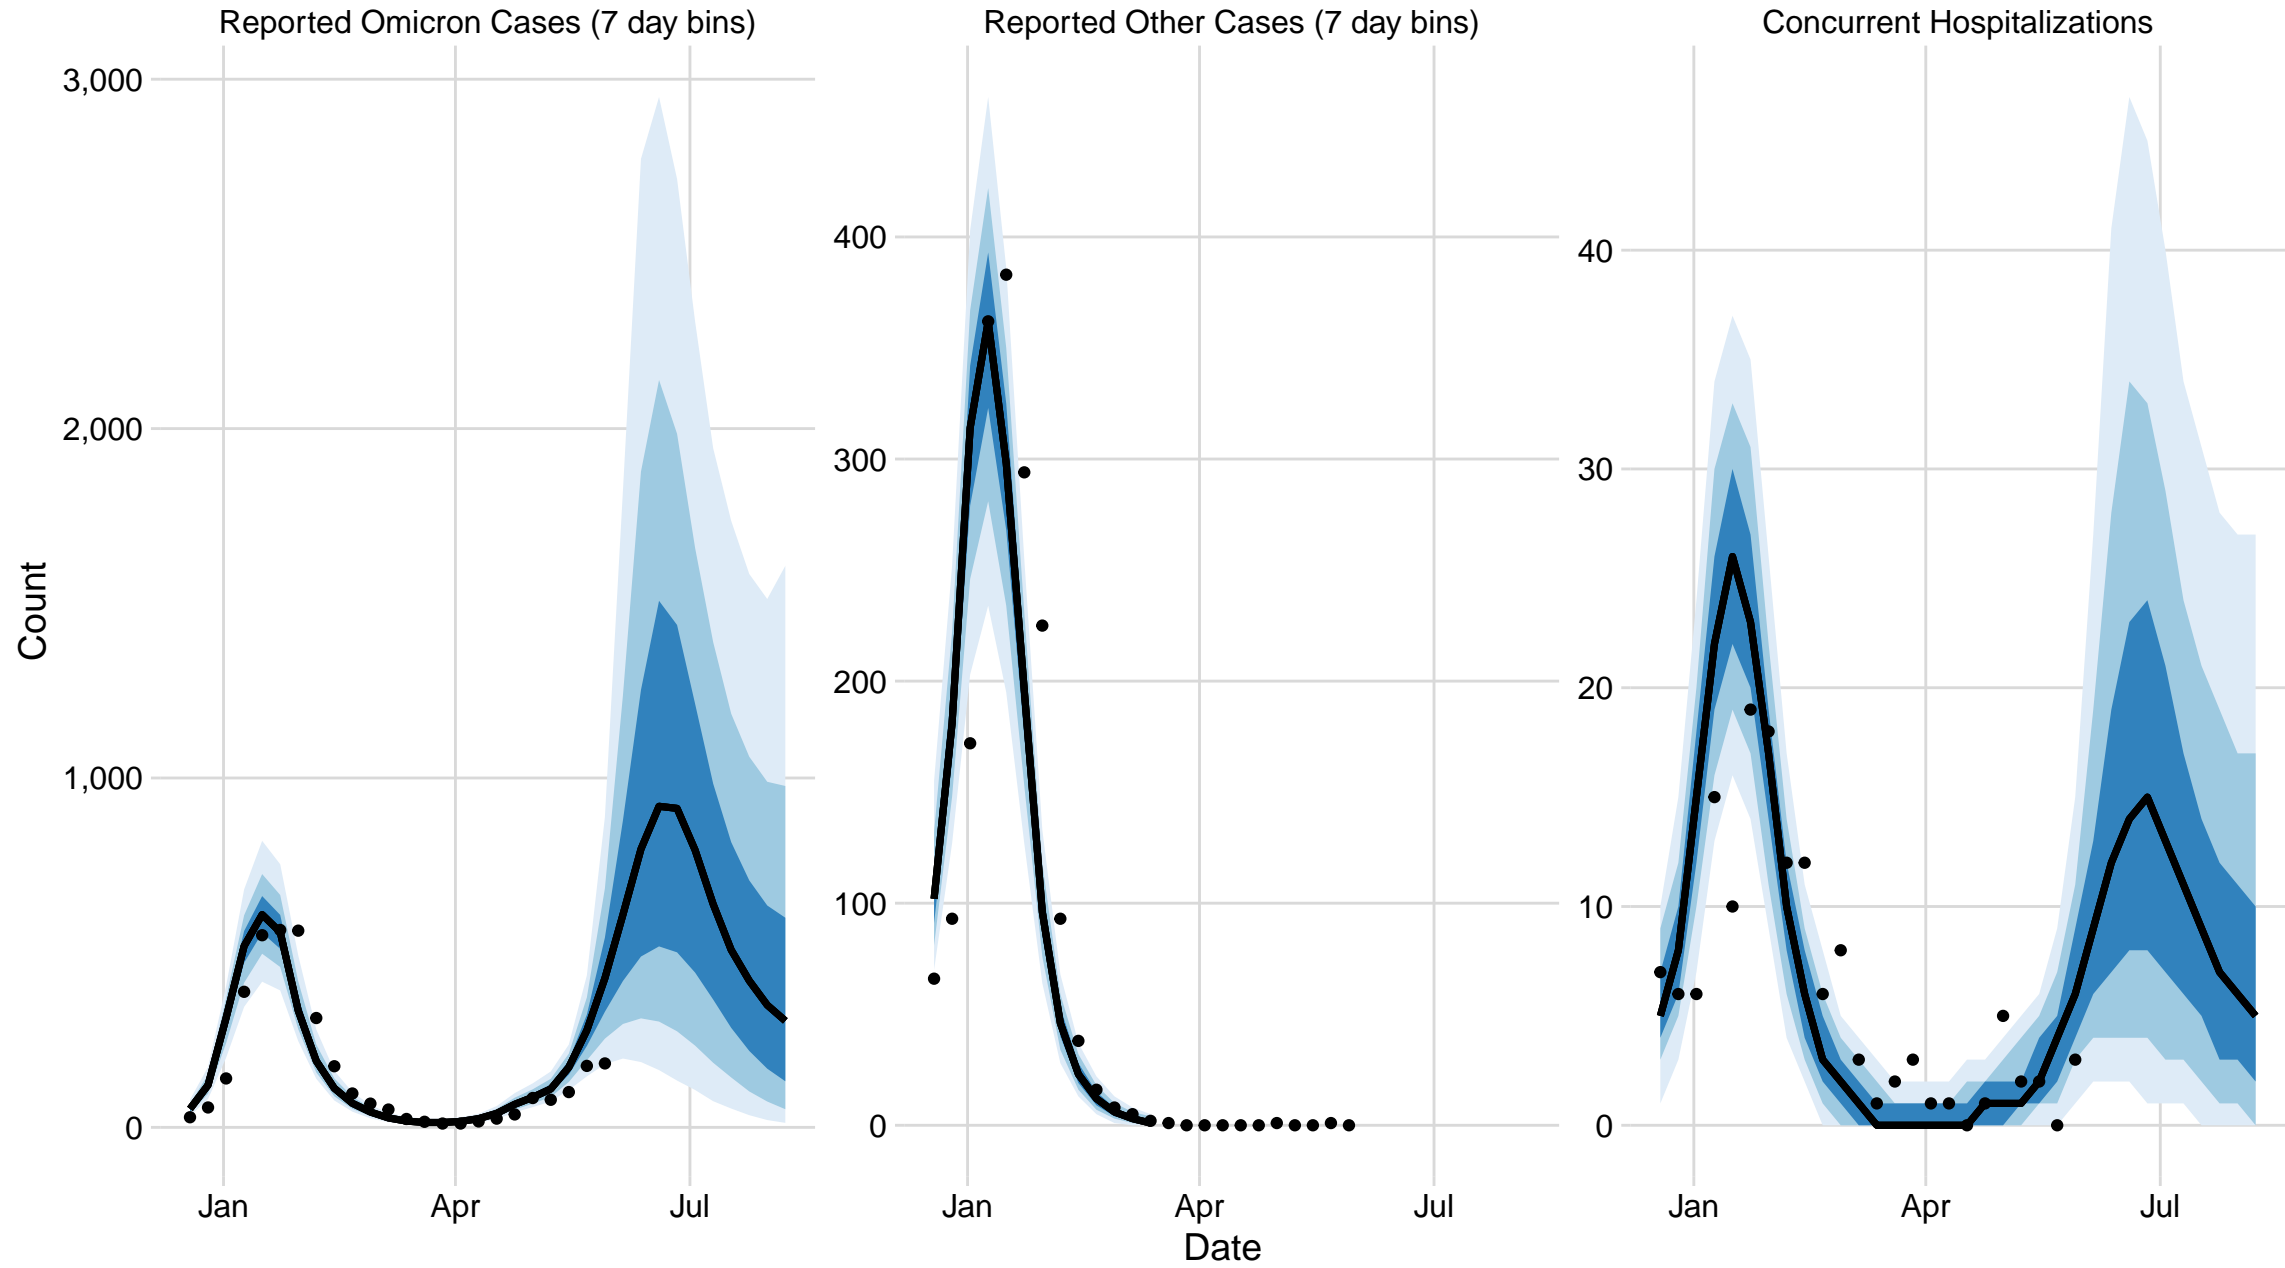 Reported Omicron Cases (7 day bins)
Reported Other Cases (7 day bins)
Concurrent Hospitalizations
Count
3,000
2,000
1,000
0
Jan
Apr
Jul
400
300
200
100
0
Jan
Apr
Jul
40
30
20
10
0
Jan
Apr
Jul
Date